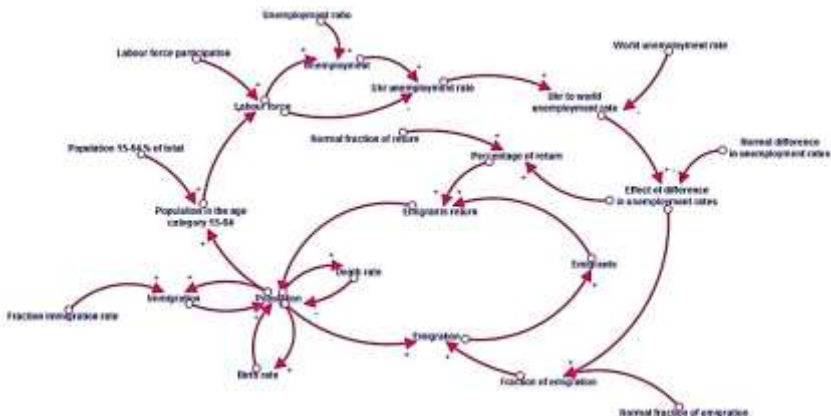 Unemployment ratio
Labour force participation
Unemployment
World unemployment rate
Ukr unemployment rate
Labour force
Ukr to world
unemployment rate
Normal fraction of return
Population 15-64,% of total
Percentage of return
Normal difference
in unemployment rates
Effect of difference
in unemployment rates
Population in the age
category 15-64
Emigrants return
Emigrants
Death rate
Immigration
Population
Fraction immigration rate
Emigration
Birth rate
Fraction of emigration
Normal fraction of emigration